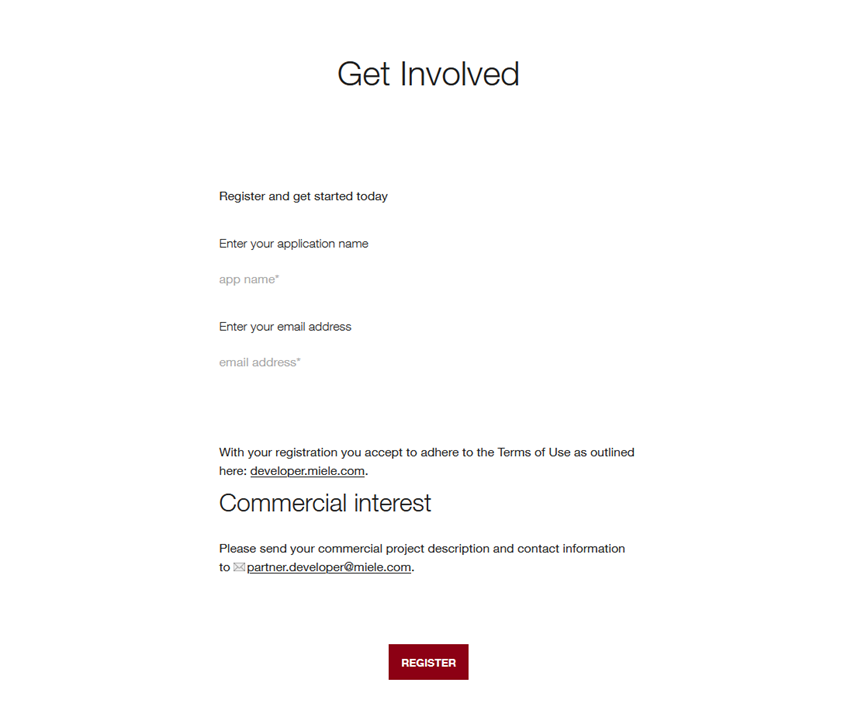 Get Involved
Register and get started today
Enter your application name
app name*
Enter your email address
email address*
With your registration you accept to adhere to the Terms of Use as outlined
here: developer.miele.com.
Commercial interest
Please send your commercial project description and contact information
to partner.developer@miele.com.
REGISTER